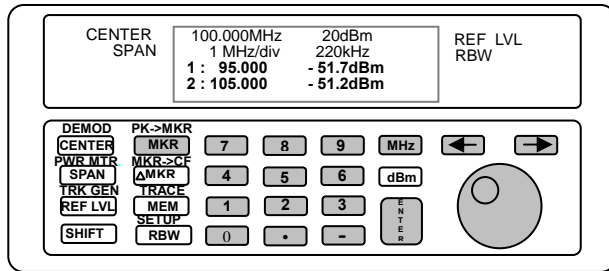 CENTER 100.000MHz 20dBm REF LVL
SPAN 1 MHz/div 220kHz RBW
1 : 95.000 - 51.7dBm
2 : 105.000 - 51.2dBm
DEMOD PK->MKR
CENTER MKR 7 8 9 MHz
PWR MTR MKR->CF
SPAN △MKR 4 5 6 dBm
TRK GEN TRACE
REF LVL MEM 1 2 3 ENTER
SETUP
SHIFT RBW 0 • -